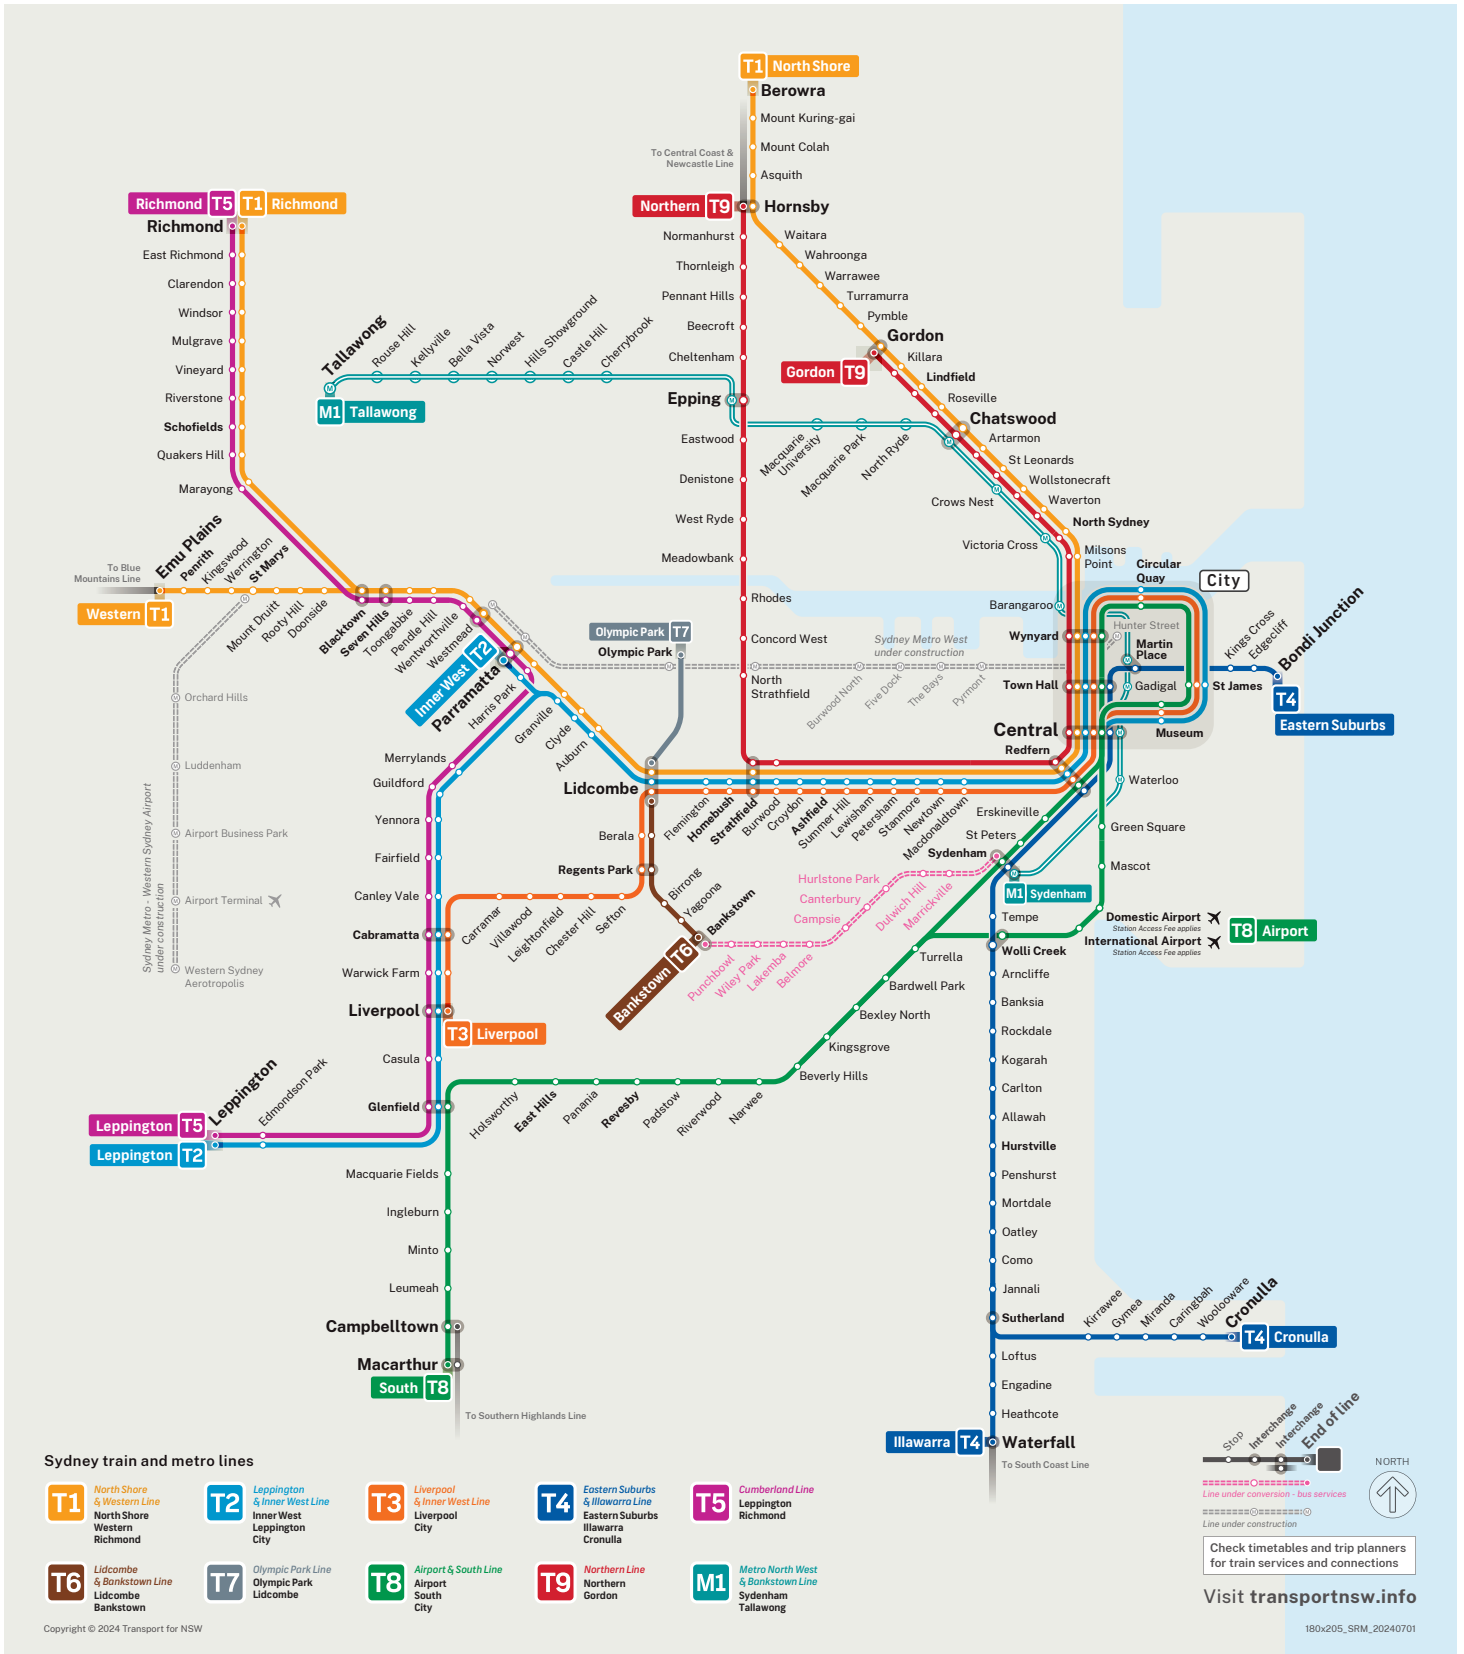 T1 North Shore
Berowra
Mount Kuring-gai
Mount Colah
Asquith
To Central Coast &
Newcastle Line
Northern T9
Hornsby
Normanhurst
Thornleigh
Pennant Hills
Beecroft
Cheltenham
Epping
Eastwood
Denistone
West Ryde
Meadowbank
Rhodes
Concord West
North
Strathfield
Waitara
Wahroonga
Warrawee
Turramurra
Pymble
Gordon
Gordon T9
Killara
Lindfield
Roseville
Chatswood
Artarmon
St Leonards
Wollstonecraft
Waverton
North Sydney
Milsons
Point
Richmond T5
T1 Richmond
Richmond
East Richmond
Clarendon
Windsor
Mulgrave
Vineyard
Riverstone
Schofields
Quakers Hill
Marayong
Tallawong
M1 Tallawong
Rouse Hill
Kellyville
Bella Vista
Norwest
Hills Showground
Castle Hill
Cherrybrook
Macquarie
University
Macquarie Park
North Ryde
Crows Nest
Victoria Cross
Barangaroo
To Blue
Mountains Line
Western T1
Emu Plains
Penrith
Kingswood
Werrington
St Marys
Mount Druitt
Rooty Hill
Doonside
Blacktown
Seven Hills
Toongabbie
Pendle Hill
Wentworthville
Westmead
Inner West T2
Parramatta
Harris Park
Granville
Clyde
Auburn
Lidcombe
Olympic Park T7
Olympic Park
Sydney Metro West
under construction
Burwood North
Five Dock
The Bays
Pyrmont
Hunter Street
City
Circular
Quay
Wynyard
Martin
Place
Town Hall
Gadigal
St James
Central
Museum
Redfern
Kings Cross
Edgecliff
Bondi Junction
T4
Eastern Suburbs
Flemington
Homebush
Strathfield
Burwood
Croydon
Ashfield
Summer Hill
Lewisham
Petersham
Stanmore
Newtown
Macdonaldtown
Erskineville
St Peters
Sydenham
M1 Sydenham
Waterloo
Green Square
Mascot
Domestic Airport
Station Access Fee applies
International Airport
Station Access Fee applies
T8 Airport
Orchard Hills
Luddenham
Airport Business Park
Airport Terminal
Western Sydney
Aerotropolis
Sydney Metro - Western Sydney Airport
under construction
Merrylands
Guildford
Yennora
Fairfield
Canley Vale
Cabramatta
Warwick Farm
Liverpool
T3 Liverpool
Casula
Glenfield
Carramar
Villawood
Leightonfield
Chester Hill
Sefton
Berala
Regents Park
Birrong
Yagoona
Bankstown
Bankstown T6
Punchbowl
Wiley Park
Lakemba
Belmore
Campsie
Canterbury
Hurlstone Park
Dulwich Hill
Marrickville
Tempe
Wolli Creek
Arncliffe
Banksia
Rockdale
Kogarah
Carlton
Allawah
Hurstville
Penshurst
Mortdale
Oatley
Como
Jannali
Sutherland
Loftus
Engadine
Heathcote
Illawarra T4
Waterfall
To South Coast Line
Kirrawee
Gymea
Miranda
Caringbah
Woolooware
Cronulla
T4 Cronulla
Turrella
Bardwell Park
Bexley North
Kingsgrove
Beverly Hills
Narwee
Riverwood
Padstow
Revesby
Panania
East Hills
Holsworthy
Leppington
Edmondson Park
Leppington T5
Leppington T2
Macquarie Fields
Ingleburn
Minto
Leumeah
Campbelltown
Macarthur
South T8
To Southern Highlands Line
Sydney train and metro lines
T1
North Shore
& Western Line
North Shore
Western
Richmond
T2
Leppington
& Inner West Line
Inner West
Leppington
City
T3
Liverpool
& Inner West Line
Liverpool
City
T4
Eastern Suburbs
& Illawarra Line
Eastern Suburbs
Illawarra
Cronulla
T5
Cumberland Line
Leppington
Richmond
T6
Lidcombe
& Bankstown Line
Lidcombe
Bankstown
T7
Olympic Park Line
Olympic Park
Lidcombe
T8
Airport & South Line
Airport
South
City
T9
Northern Line
Northern
Gordon
M1
Metro North West
& Bankstown Line
Sydenham
Tallawong
Stop
Interchange
Interchange
End of line
Line under conversion - bus services
Line under construction
NORTH
Check timetables and trip planners
for train services and connections
Visit transportnsw.info
Copyright © 2024 Transport for NSW
180x205_SRM_20240701